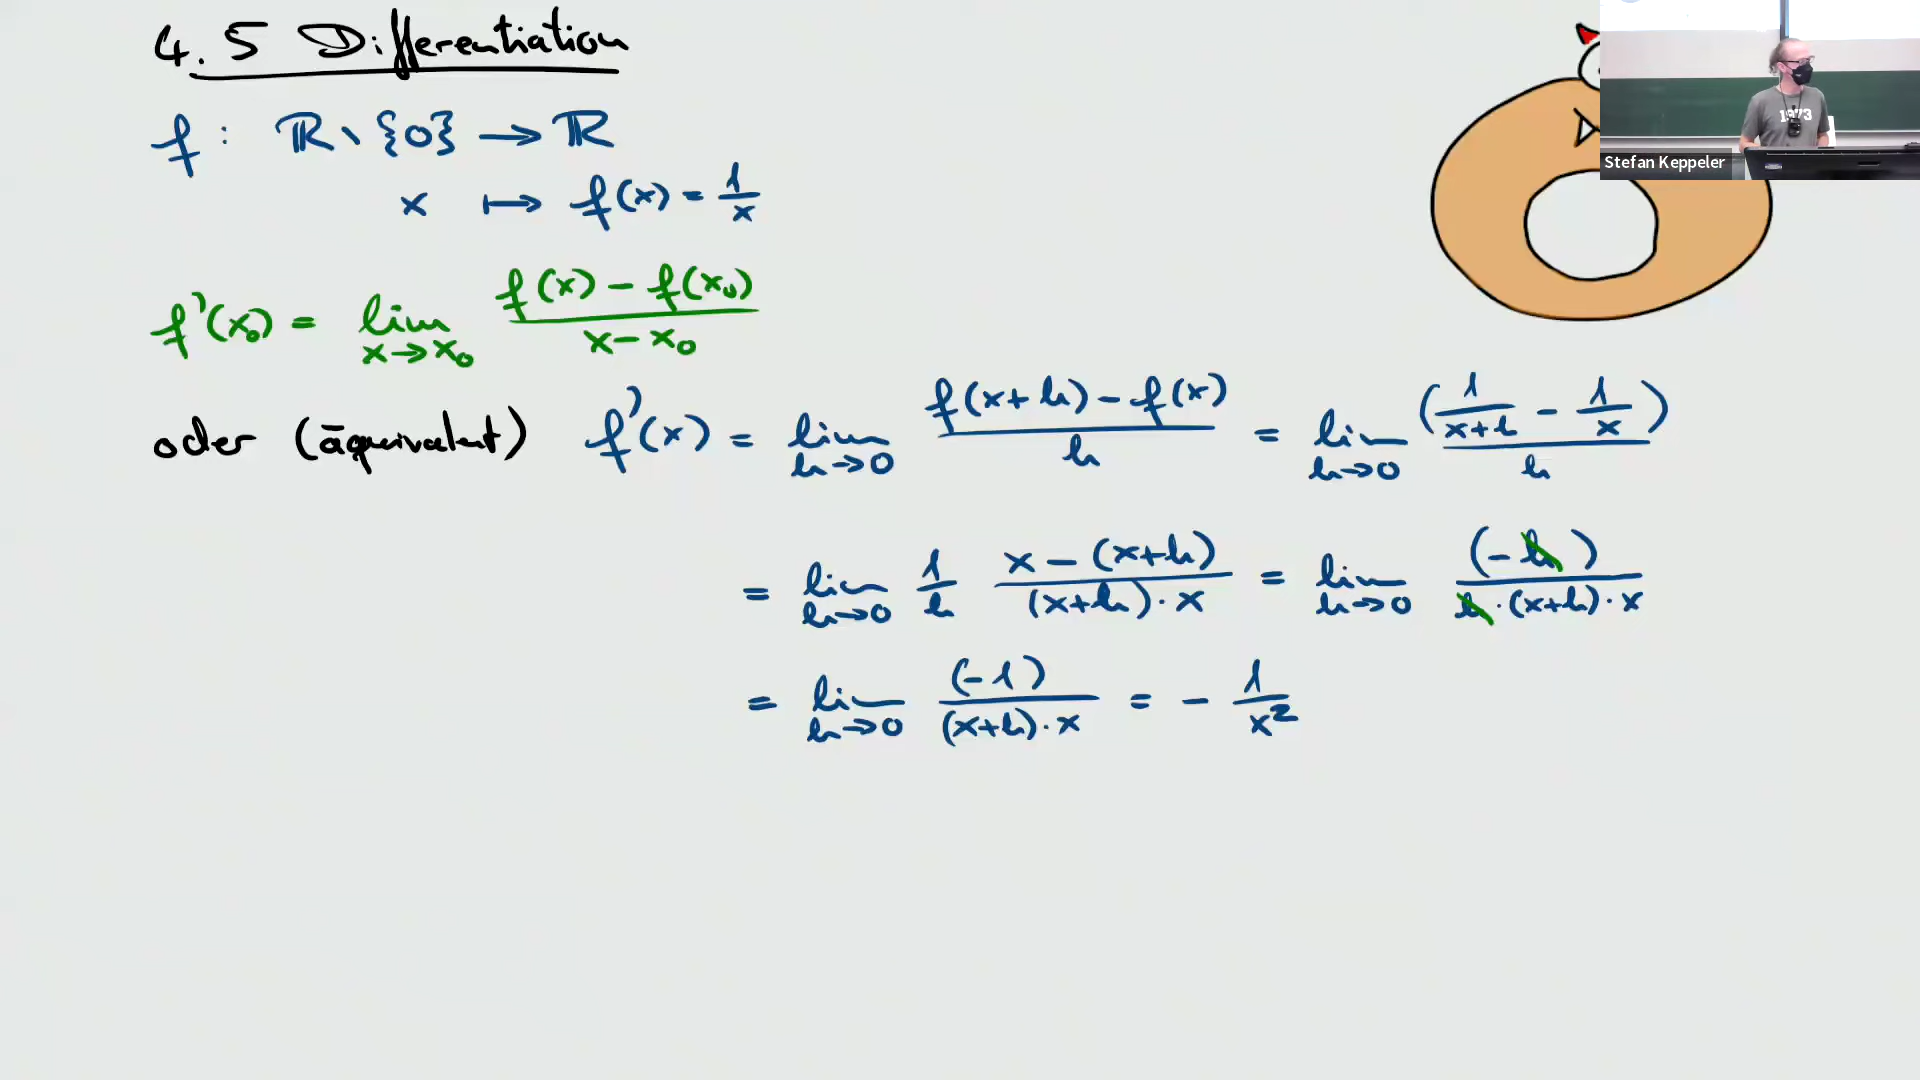 4.5 Differentiation
f : ℝ \ {0} → ℝ
x ↦ f(x) = 1/x
f'(x₀) = lim_{x→x₀} (f(x) - f(x₀))/(x - x₀)
oder (äquivalent) f'(x) = lim_{h→0} (f(x+h) - f(x))/h = lim_{h→0} (1/(x+h) - 1/x)/h
= lim_{h→0} 1/h (x - (x+h))/((x+h)·x) = lim_{h→0} (-h)/(h·(x+h)·x)
= lim_{h→0} (-1)/((x+h)·x) = - 1/x²
1973
Stefan Keppeler